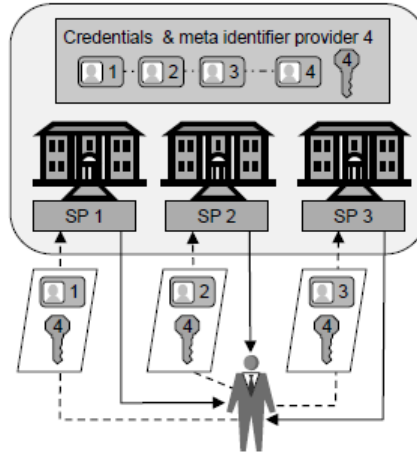 Credentials & meta identifier provider 4
1 2 3 4 4
SP 1 SP 2 SP 3
1 2 3
4 4 4